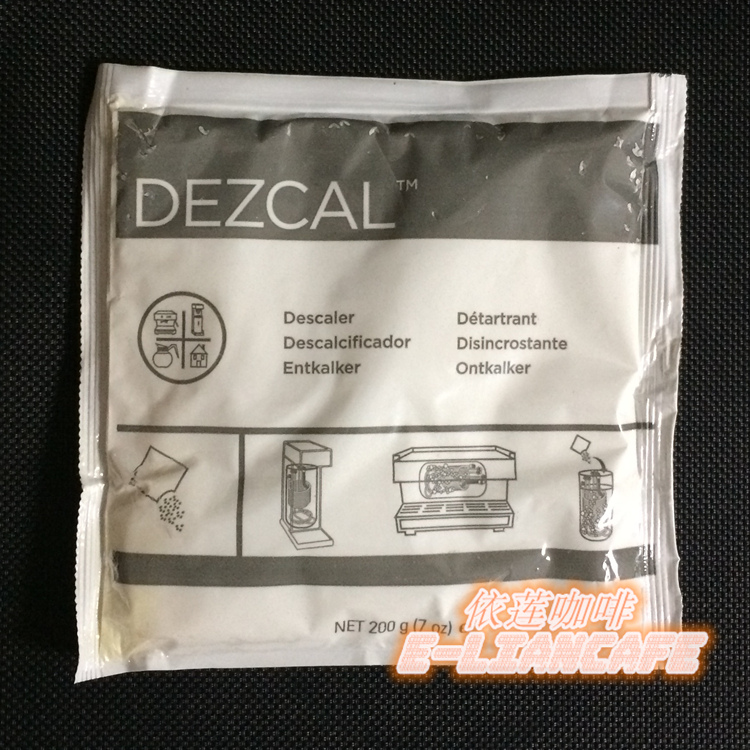 DEZCAL™
Descaler
Descalcificador
Entkalker
Détartrant
Disincrostante
Ontkalker
NET 200 g (7 oz) e
依莲咖啡
E-LIANCAFE